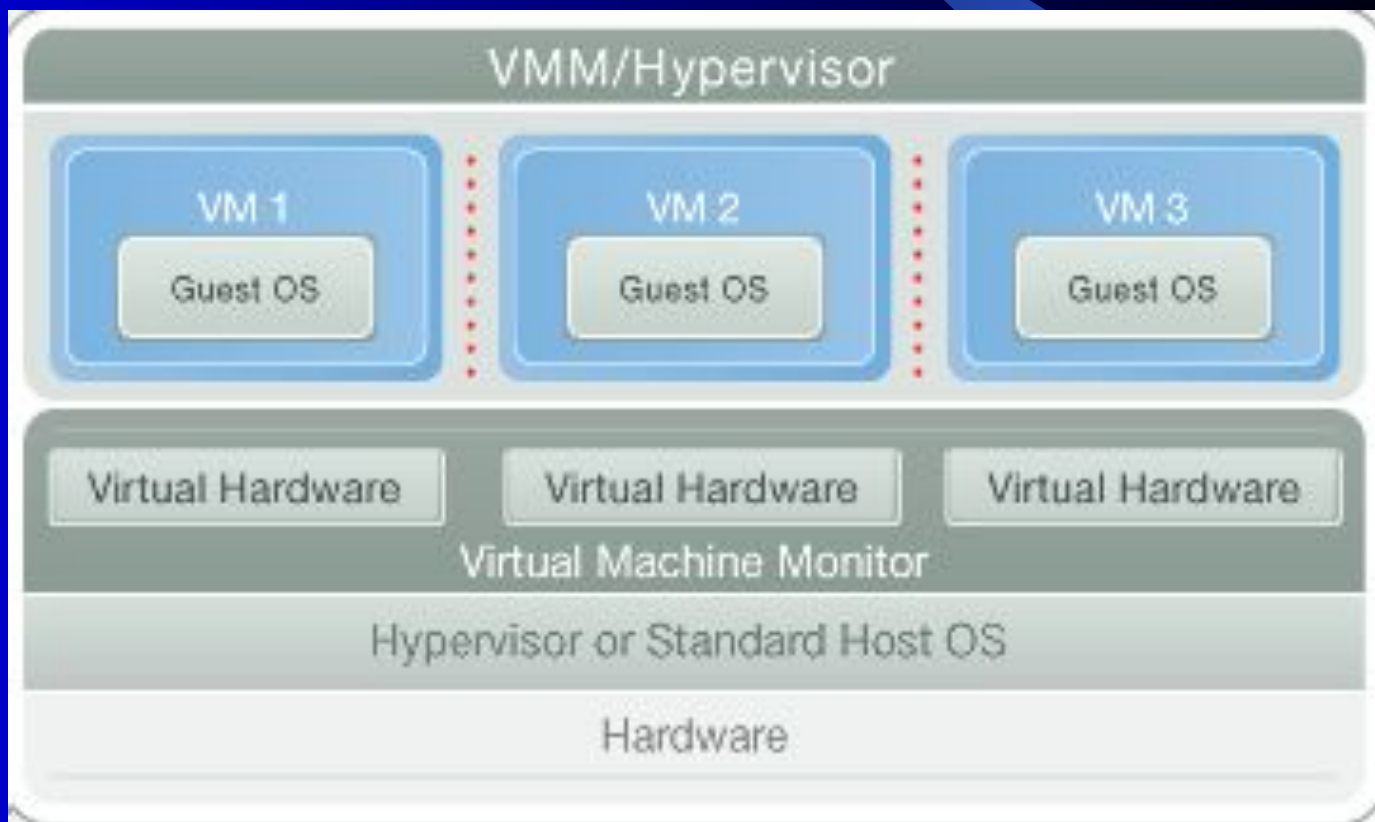 VMM/Hypervisor
VM 1
Guest OS
VM 2
Guest OS
VM 3
Guest OS
Virtual Hardware
Virtual Hardware
Virtual Hardware
Virtual Machine Monitor
Hypervisor or Standard Host OS
Hardware